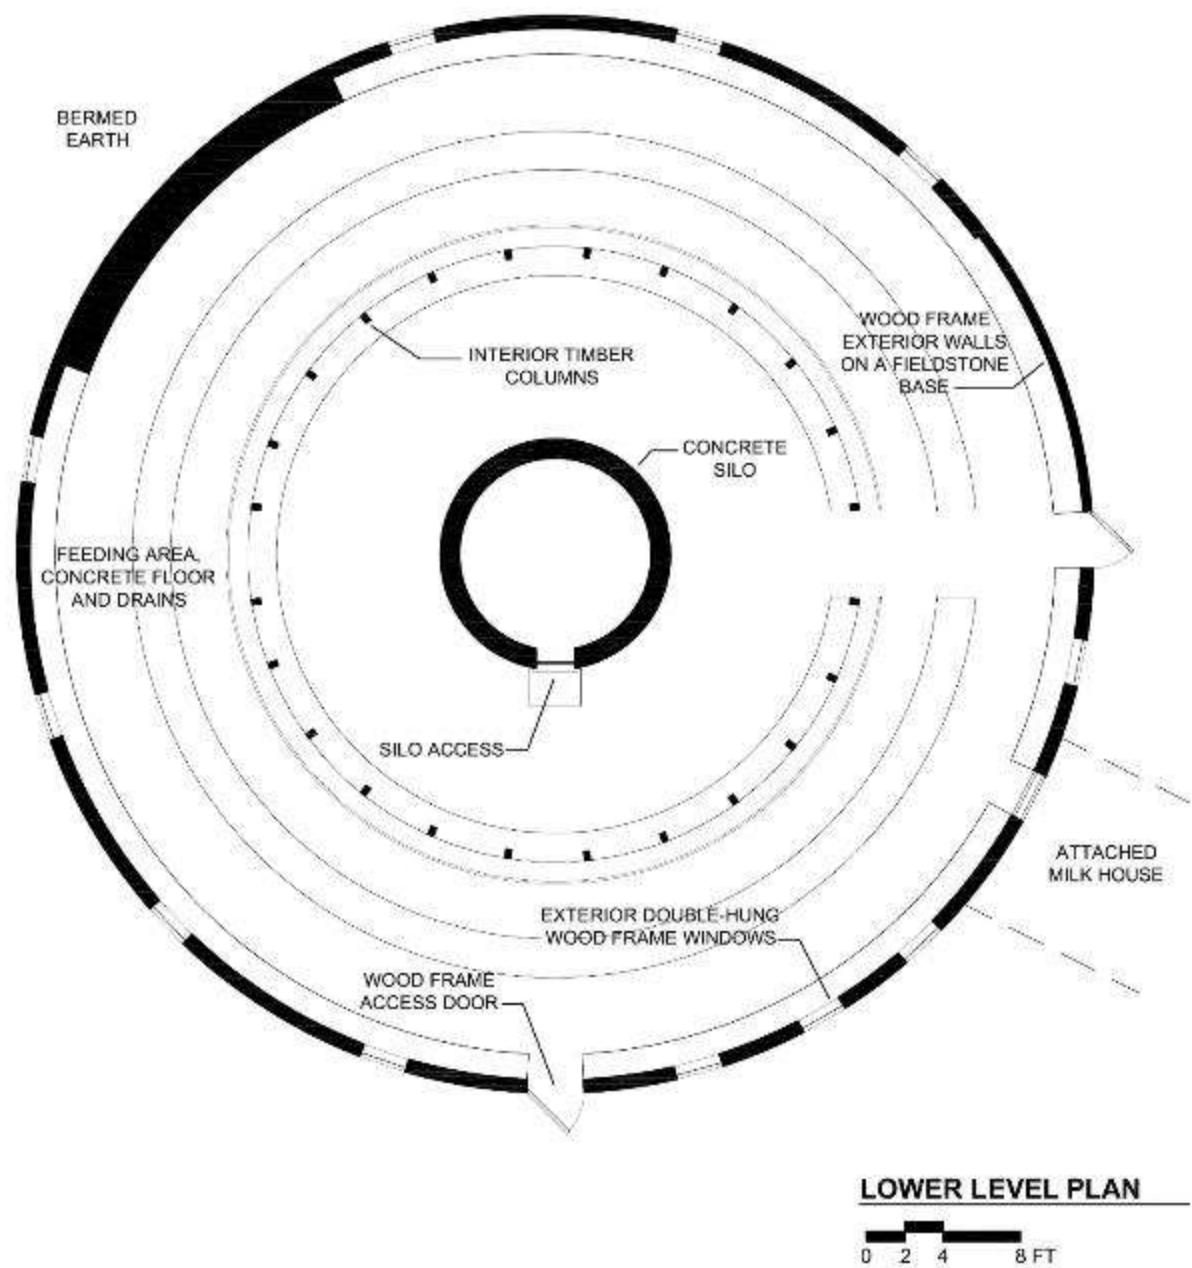 BERMED
EARTH
WOOD FRAME
EXTERIOR WALLS
ON A FIELDSTONE
BASE
INTERIOR TIMBER
COLUMNS
CONCRETE
SILO
FEEDING AREA,
CONCRETE FLOOR
AND DRAINS
SILO ACCESS
ATTACHED
MILK HOUSE
EXTERIOR DOUBLE-HUNG
WOOD FRAME WINDOWS
WOOD FRAME
ACCESS DOOR
LOWER LEVEL PLAN
0 2 4 8 FT